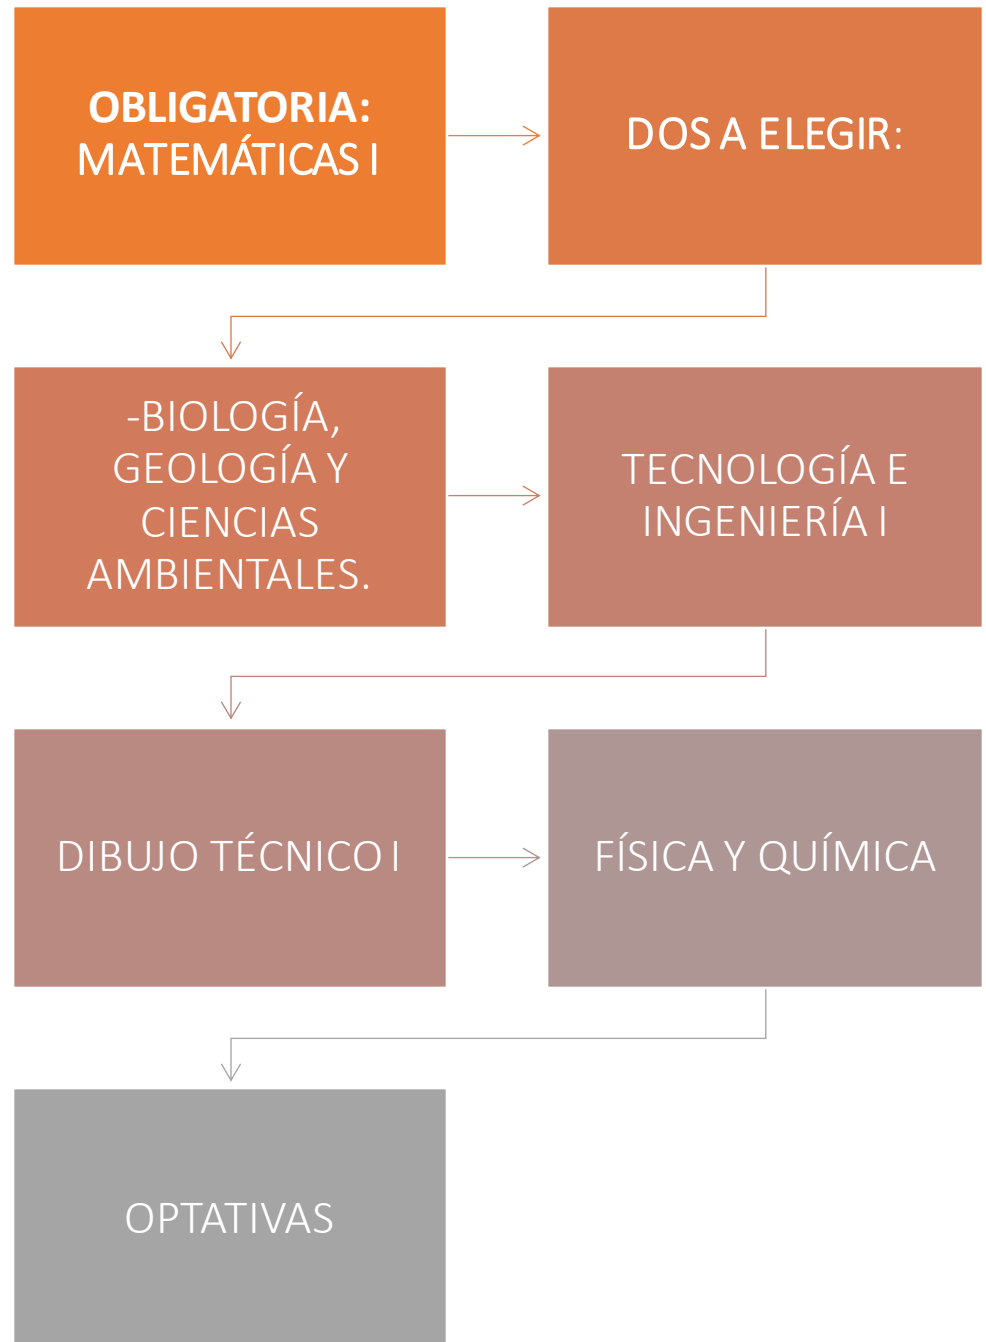 OBLIGATORIA:
MATEMÁTICAS I
DOS A ELEGIR:
-BIOLOGÍA,
GEOLOGÍA Y
CIENCIAS
AMBIENTALES.
TECNOLOGÍA E
INGENIERÍA I
DIBUJO TÉCNICO I
FÍSICA Y QUÍMICA
OPTATIVAS